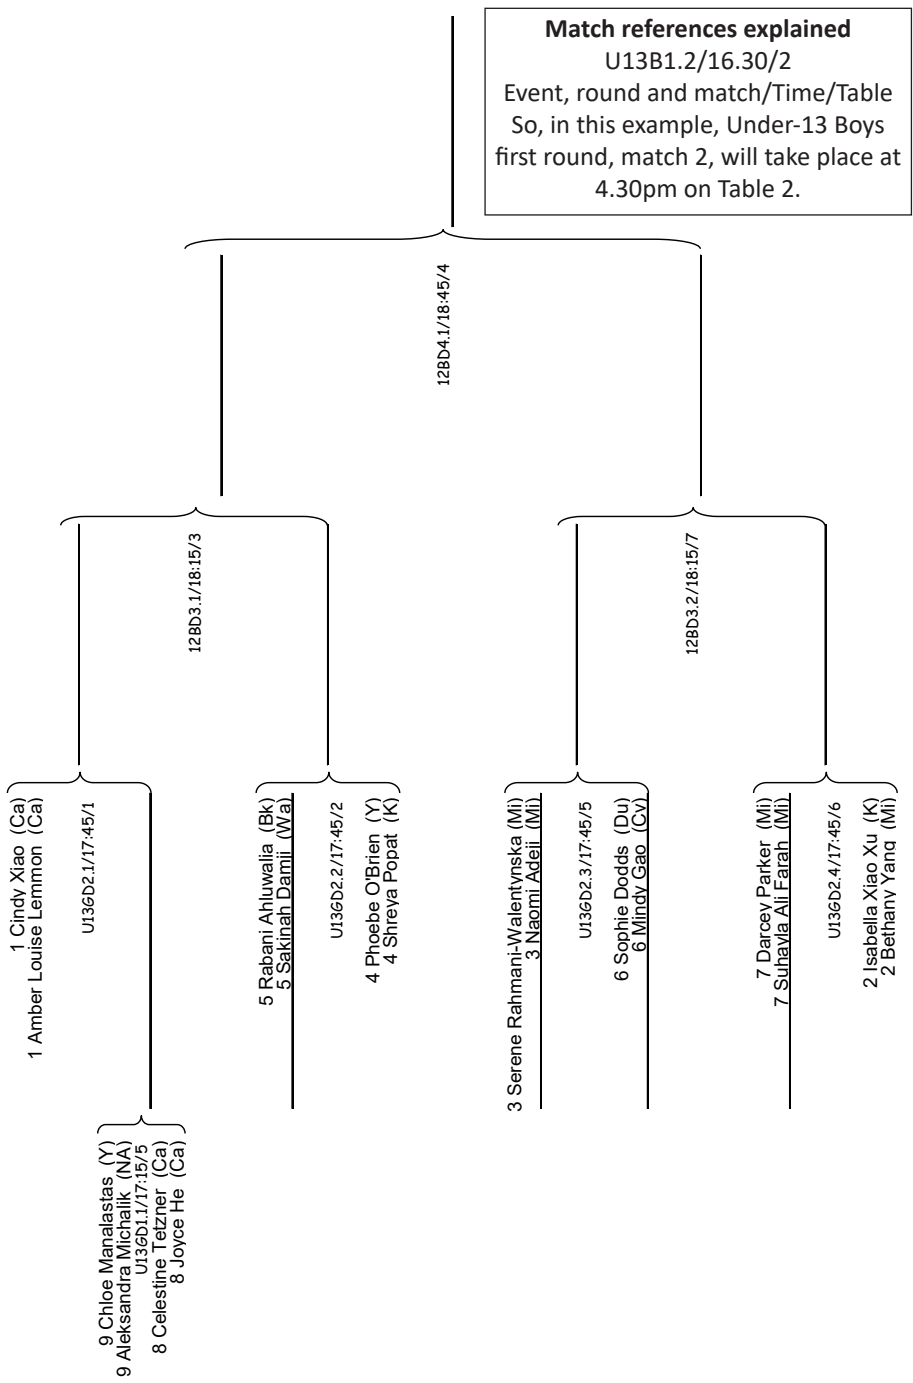 Match references explained
U13B1.2/16.30/2
Event, round and match/Time/Table
So, in this example, Under-13 Boys
first round, match 2, will take place at
4.30pm on Table 2.
12BD4.1/18:45/4
12BD3.1/18:15/3
12BD3.2/18:15/7
1 Cindy Xiao (Ca)
1 Amber Louise Lemmon (Ca)
U13GD2.1/17:45/1
5 Rabani Ahluwalia (Bk)
5 Sakinah Damji (Wa)
U13GD2.2/17:45/2
4 Phoebe O'Brien (Y)
4 Shreya Popat (K)
3 Serene Rahmani-Walentynska (Mi)
3 Naomi Adeji (Mi)
U13GD2.3/17:45/5
6 Sophie Dodds (Du)
6 Mindy Gao (Cv)
7 Darcey Parker (Mi)
7 Suhayla Ali Farah (Mi)
U13GD2.4/17:45/6
2 Isabella Xiao Xu (K)
2 Bethany Yang (Mi)
9 Chloe Manalastas (Y)
9 Aleksandra Michalik (NA)
U13GD1.1/17:15/5
8 Celestine Tetzner (Ca)
8 Joyce He (Ca)